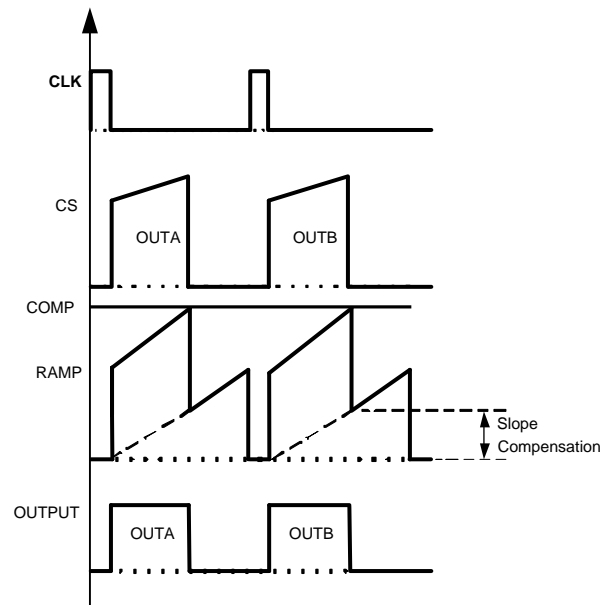 CLK
CS
OUTA
OUTB
COMP
RAMP
Slope
Compensation
OUTPUT
OUTA
OUTB